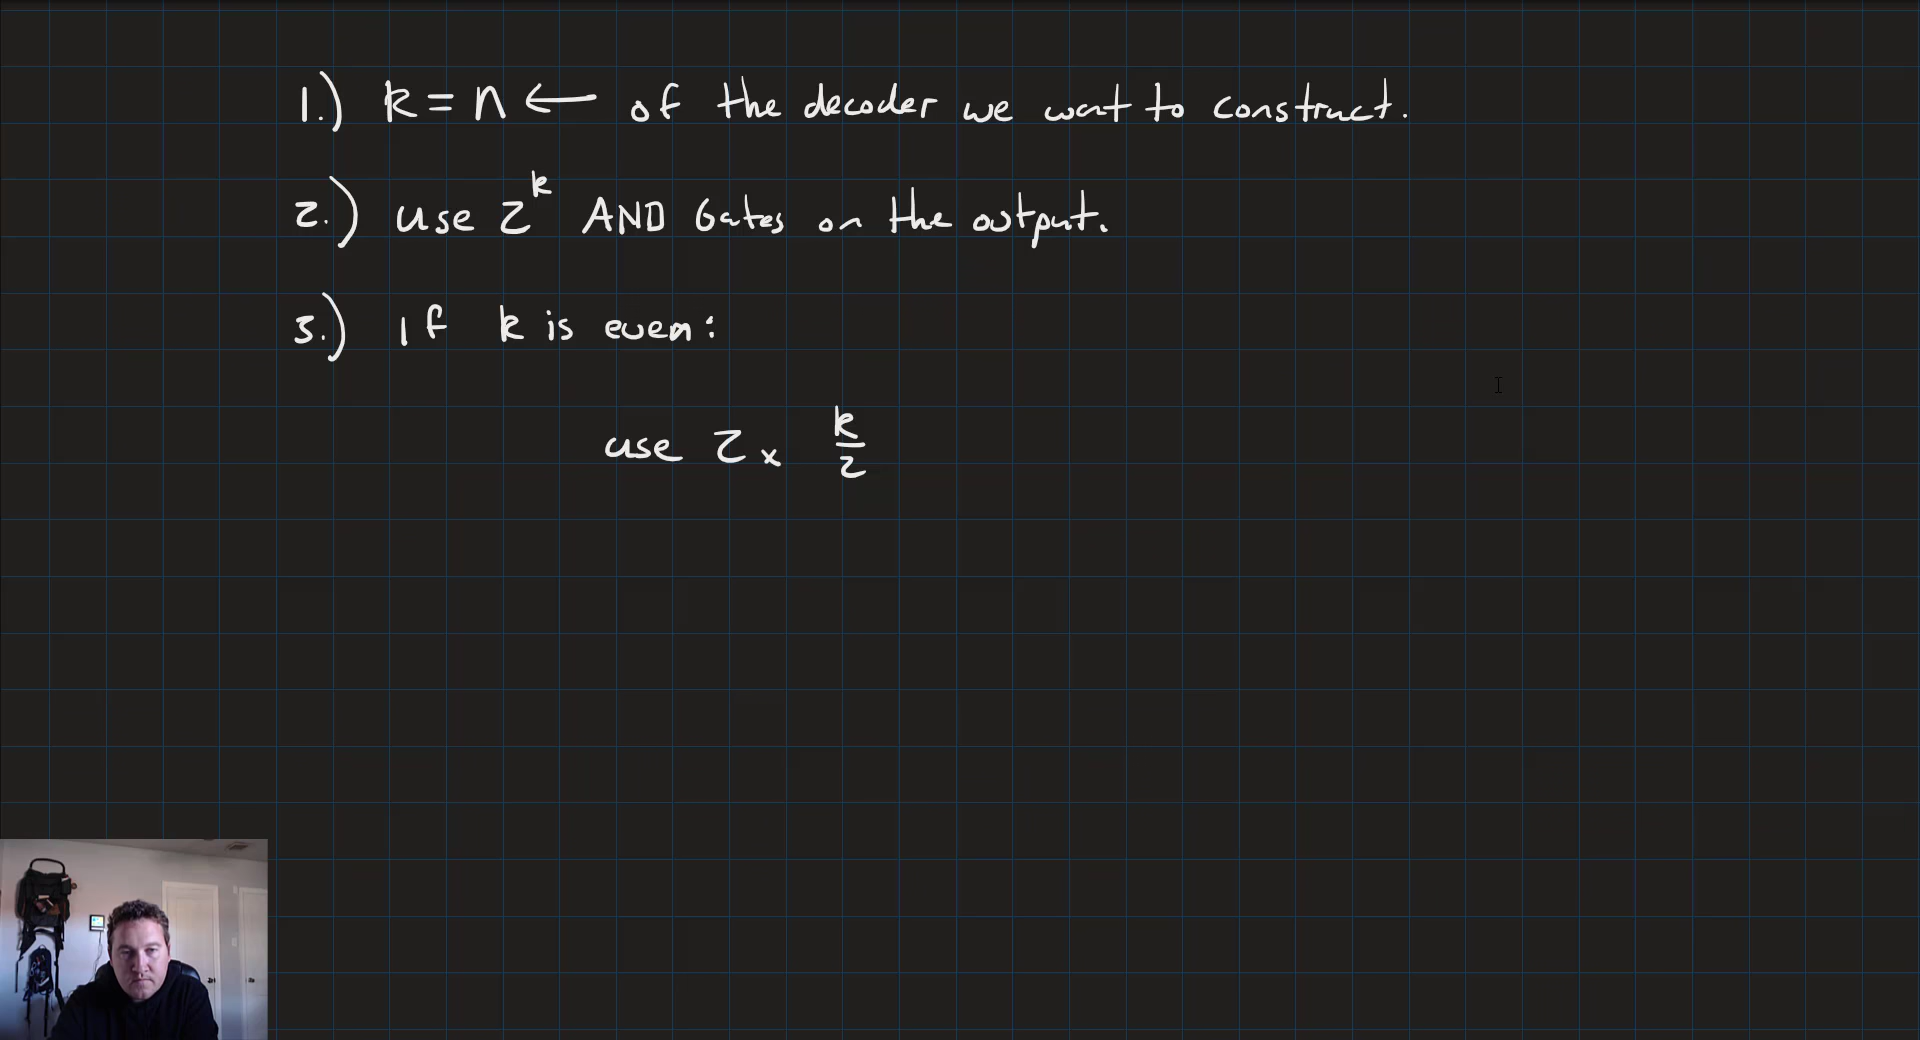 1.) k = n ← of the decoder we want to construct.
2.) use 2^k AND Gates on the output.
3.) If k is even:
use 2 x k/2